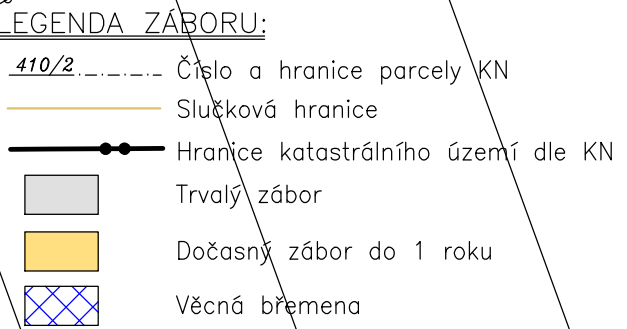 LEGENDA ZÁBORU:
410/2 Číslo a hranice parcely KN
Slučková hranice
Hranice katastrálního území dle KN
Trvalý zábor
Dočasný zábor do 1 roku
Věcná břemena